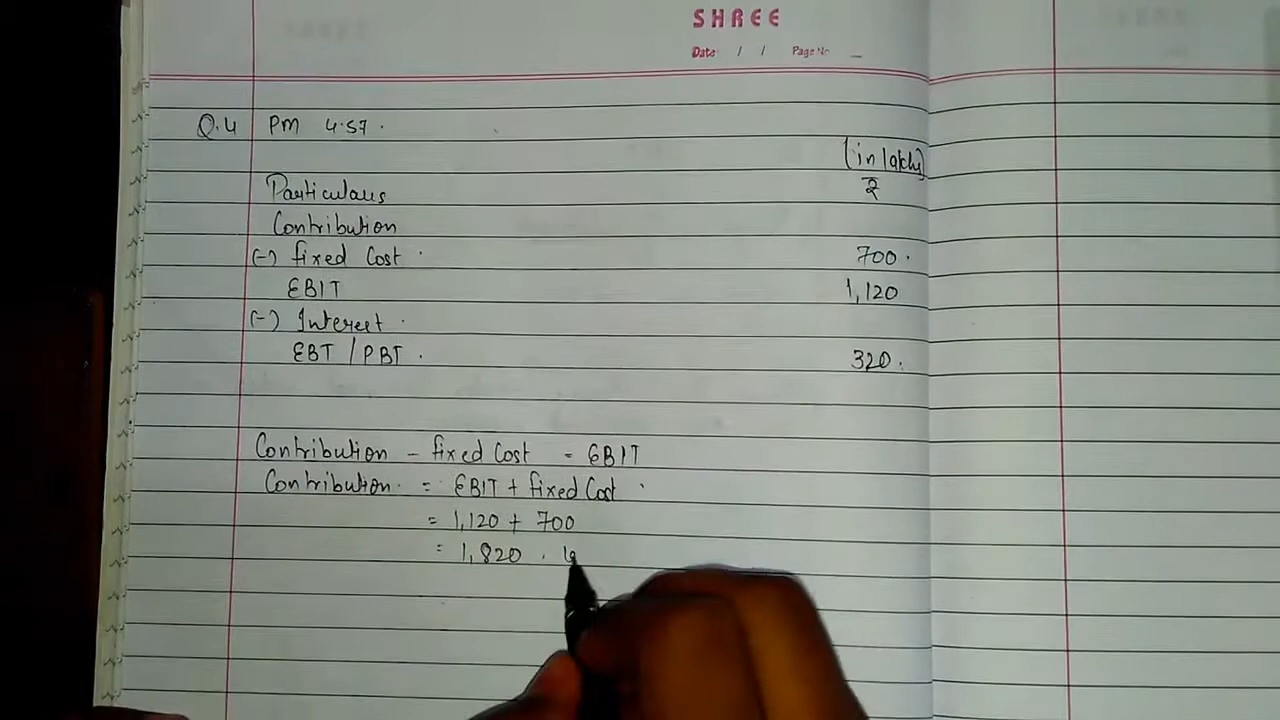 SHREE
Date / / Page No
Q.4 PM 4.57.
(in lakhs)
Particulars ₹
Contribution
(-) fixed Cost 700.
EBIT 1,120
(-) Interest
EBT / PBT. 320.
Contribution - fixed Cost = EBIT
Contribution = EBIT + fixed Cost
= 1,120 + 700
= 1,820